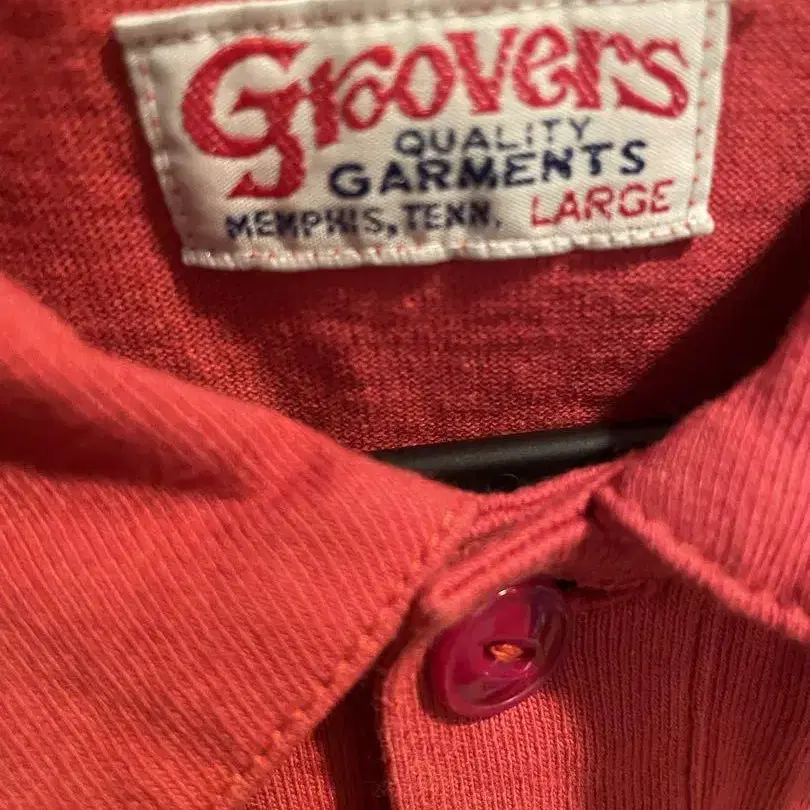 Groovers
QUALITY
GARMENTS
MEMPHIS, TENN. LARGE